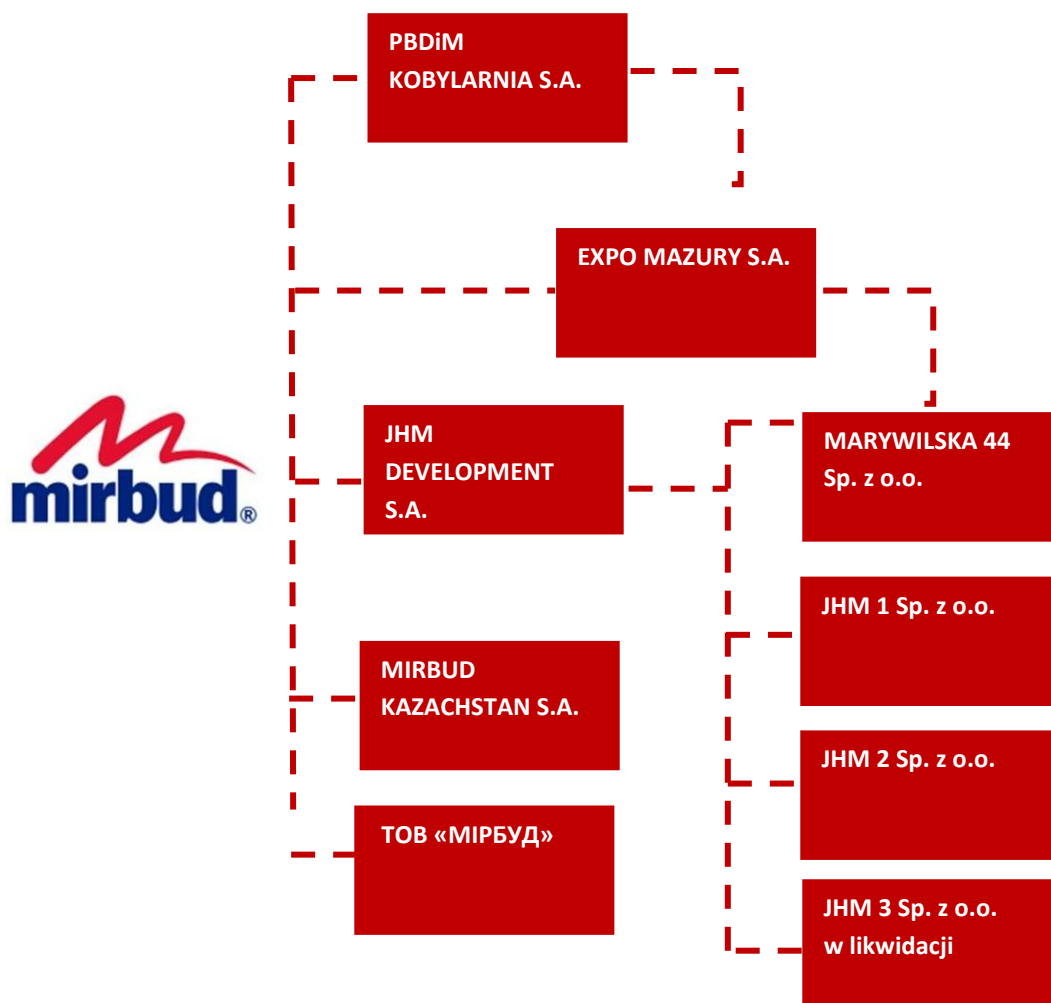 PBDiM
KOBYLARNIA S.A.
EXPO MAZURY S.A.
mirbud®
JHM
DEVELOPMENT
S.A.
MARYWILSKA 44
Sp. z o.o.
JHM 1 Sp. z o.o.
MIRBUD
KAZACHSTAN S.A.
JHM 2 Sp. z o.o.
ТОВ «МІРБУД»
JHM 3 Sp. z o.o.
w likwidacji